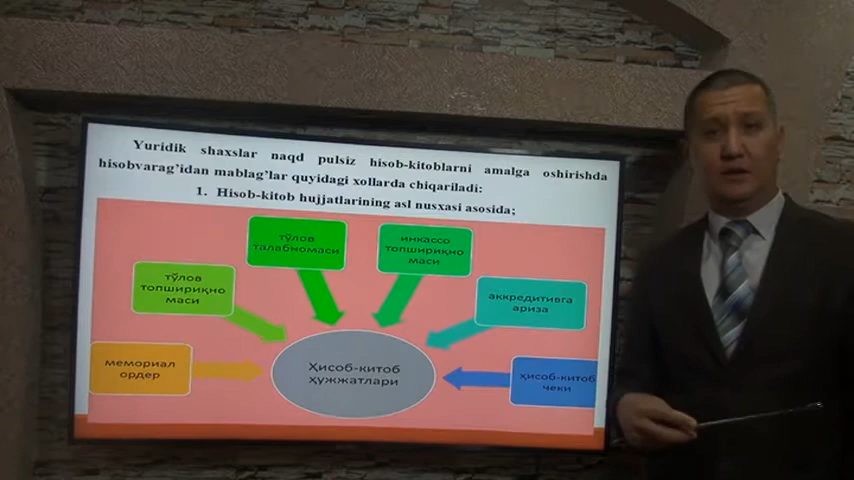 Yuridik shaxslar naqd pulsiz hisob-kitoblarni amalga oshirishda
hisobvarag'idan mablag'lar quyidagi xollarda chiqariladi:
1. Hisob-kitob hujjatlarining asl nusxasi asosida;
тўлов
талабномаси
инкассо
топшириқно
маси
тўлов
топшириқно
маси
аккредитивга
ариза
мемориал
ордер
Ҳисоб-китоб
ҳужжатлари
ҳисоб-китоб
чеки